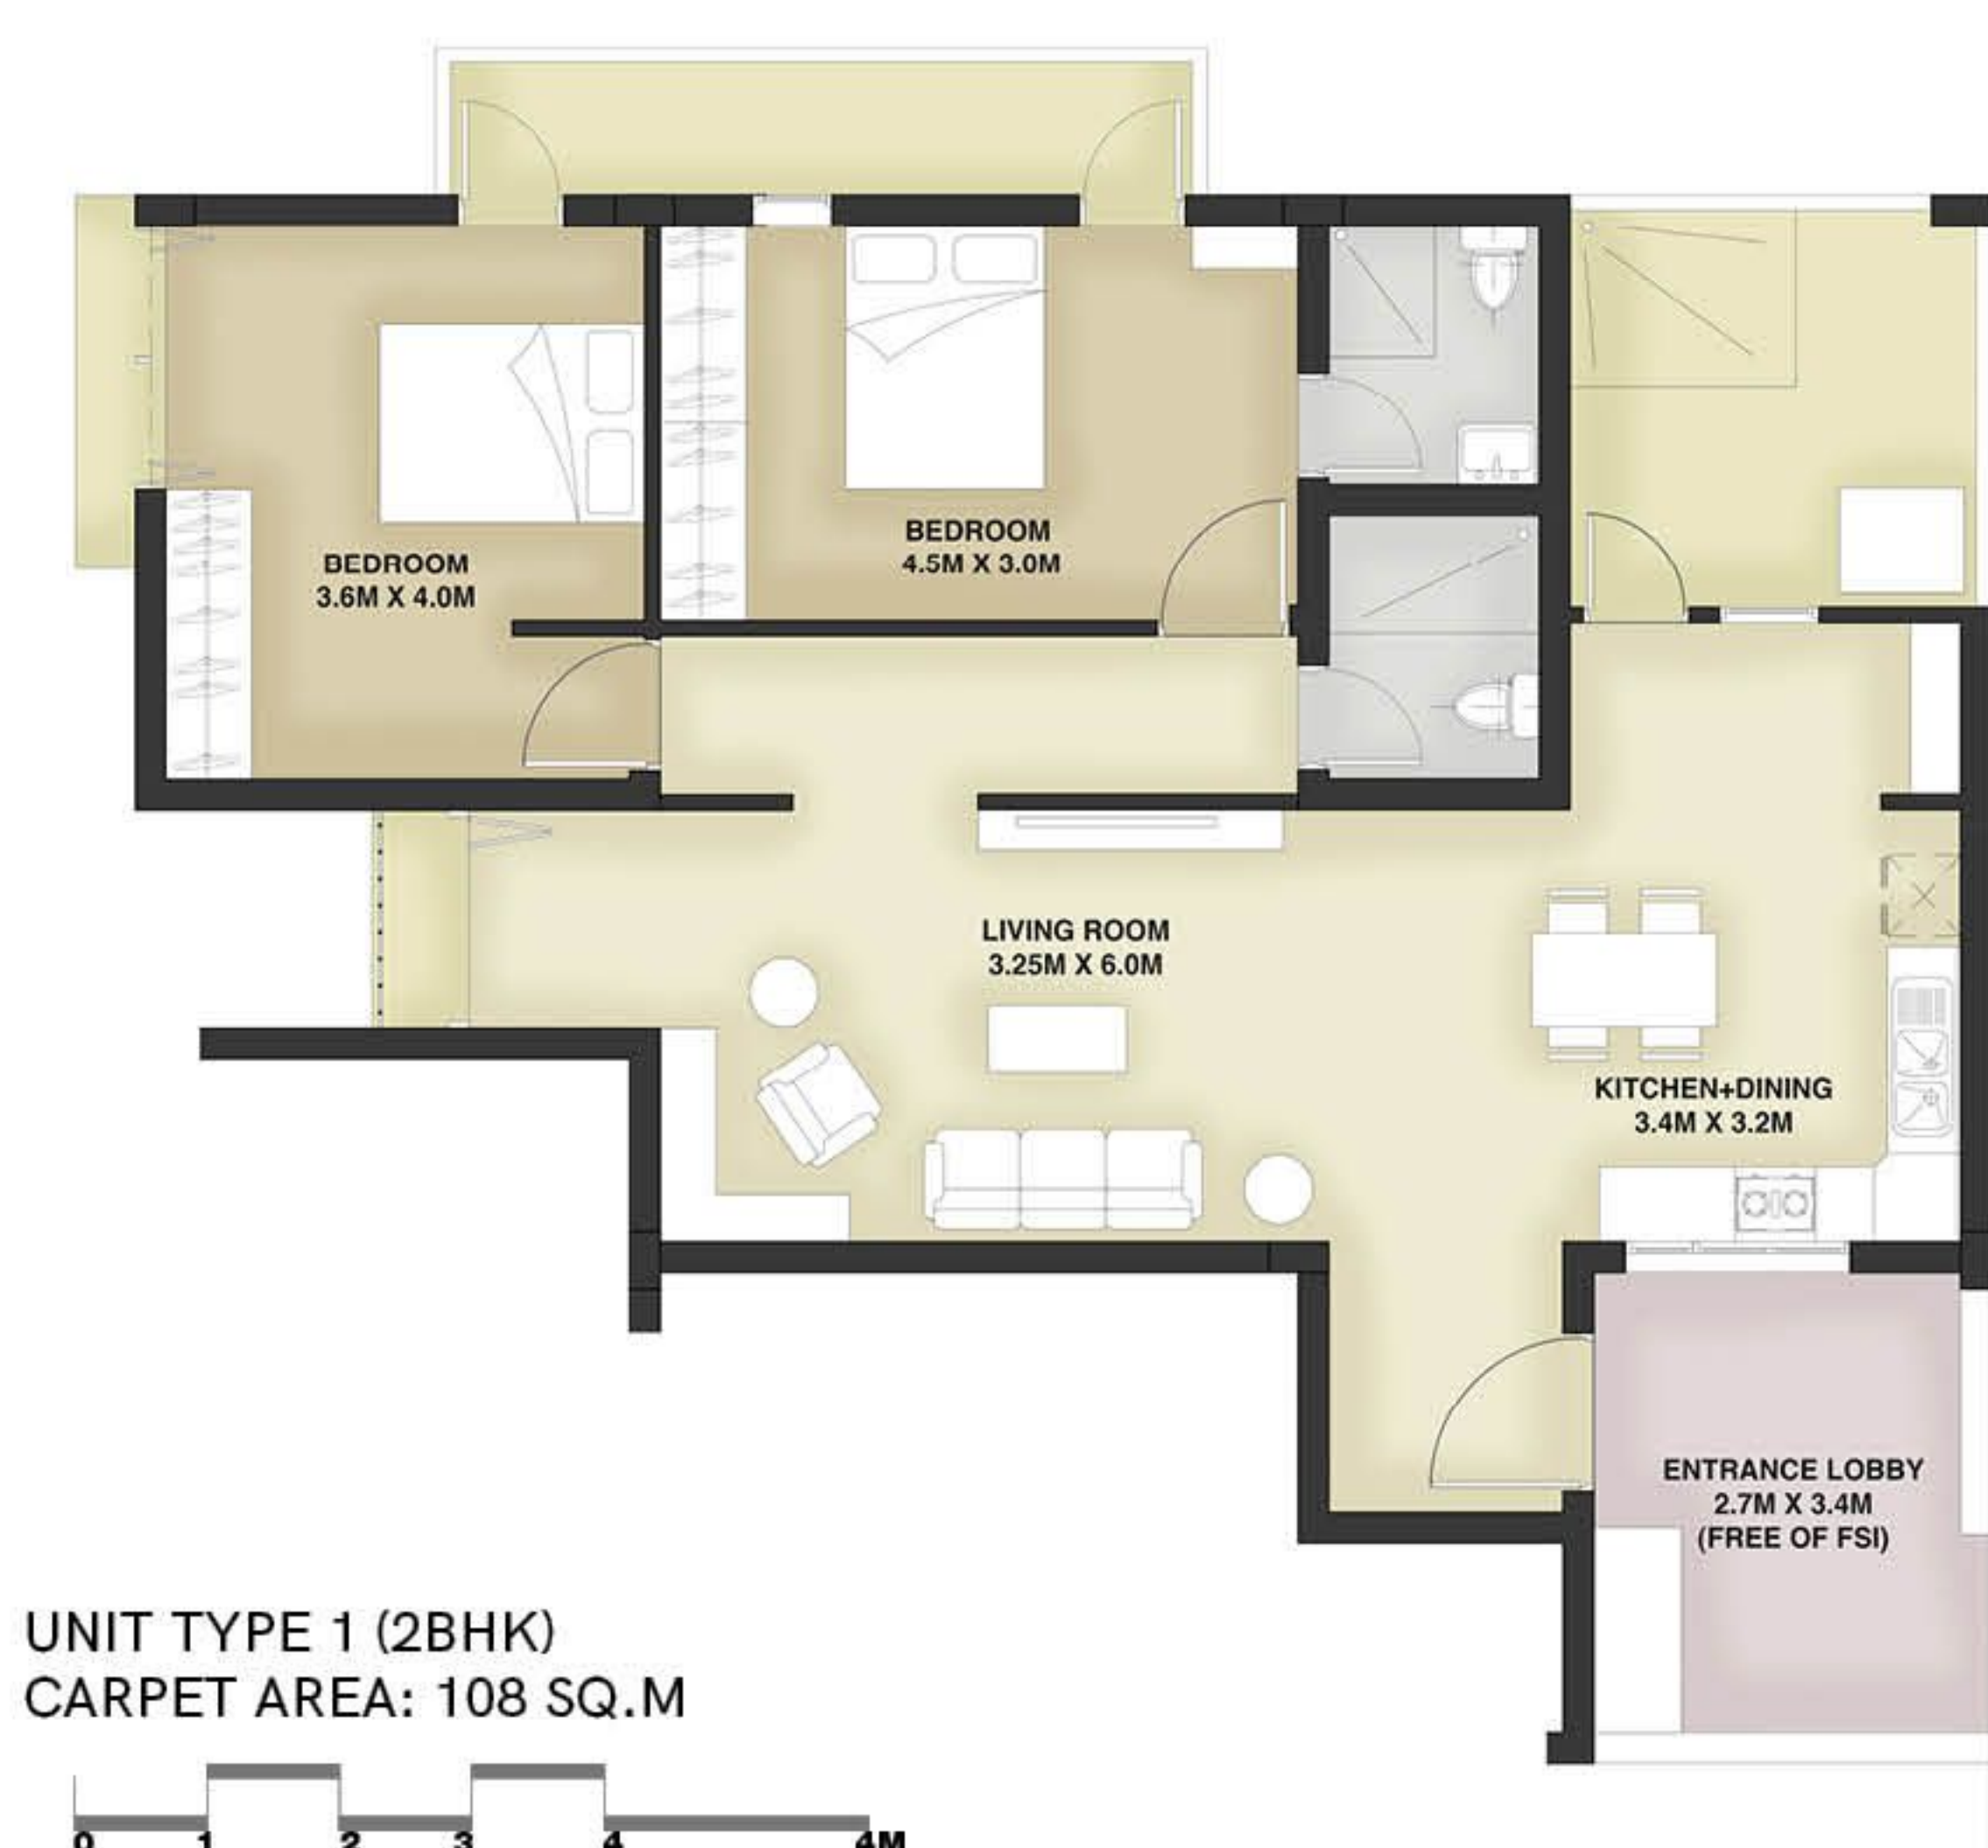 BEDROOM
3.6M X 4.0M
BEDROOM
4.5M X 3.0M
LIVING ROOM
3.25M X 6.0M
KITCHEN+DINING
3.4M X 3.2M
ENTRANCE LOBBY
2.7M X 3.4M
(FREE OF FSI)
UNIT TYPE 1 (2BHK)
CARPET AREA: 108 SQ.M
0 1 2 3 4 4M